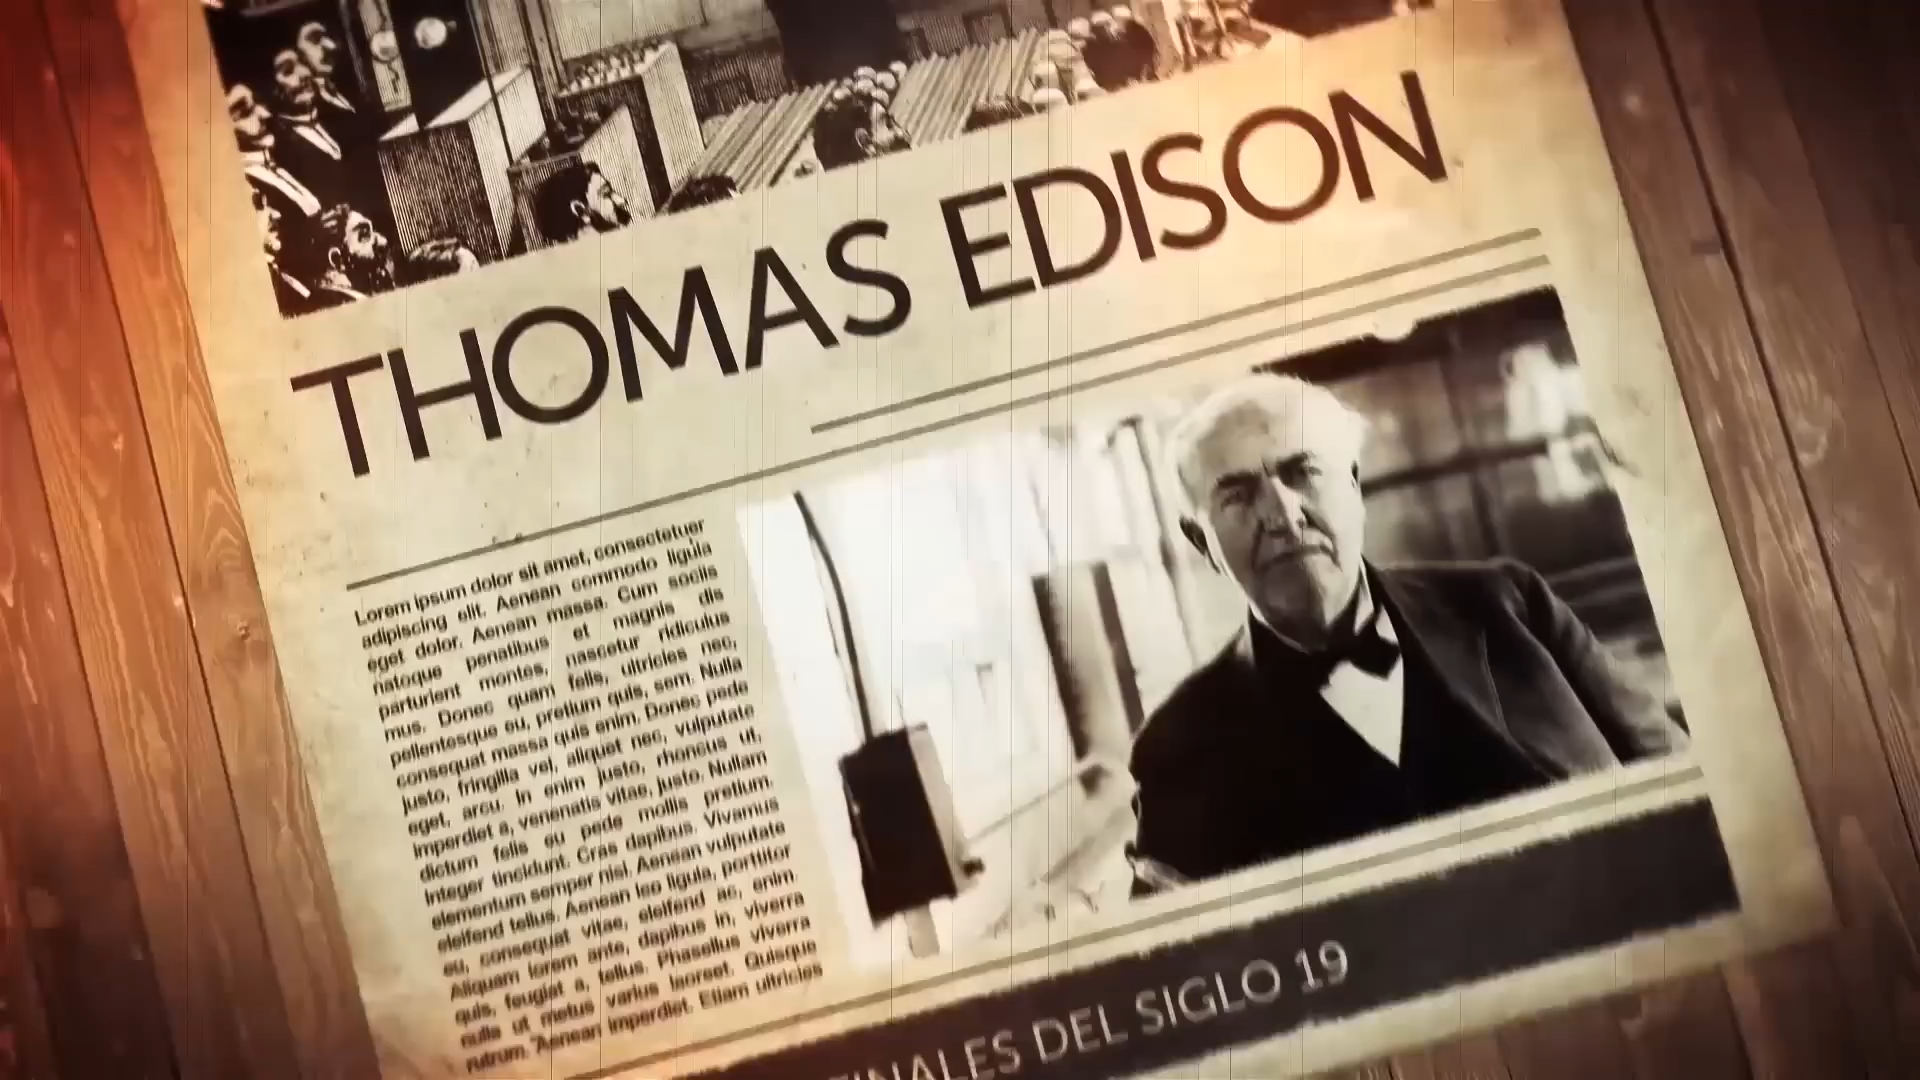 THOMAS EDISON
Lorem ipsum dolor sit amet, consectetuer
adipiscing elit. Aenean commodo ligula
eget dolor. Aenean massa. Cum sociis
natoque penatibus et magnis dis
parturient montes, nascetur ridiculus
mus. Donec quam felis, ultricies nec,
pellentesque eu, pretium quis, sem. Nulla
consequat massa quis enim. Donec pede
justo, fringilla vel, aliquet nec, vulputate
eget, arcu. In enim justo, rhoncus ut,
imperdiet a, venenatis vitae, justo. Nullam
dictum felis eu pede mollis pretium.
Integer tincidunt. Cras dapibus. Vivamus
elementum semper nisi. Aenean vulputate
eleifend tellus. Aenean leo ligula, porttitor
eu, consequat vitae, eleifend ac, enim.
Aliquam lorem ante, dapibus in, viverra
quis, feugiat a, tellus. Phasellus viverra
nulla ut metus varius laoreet. Quisque
rutrum. Aenean imperdiet. Etiam ultricies
DEL SIGLO 19